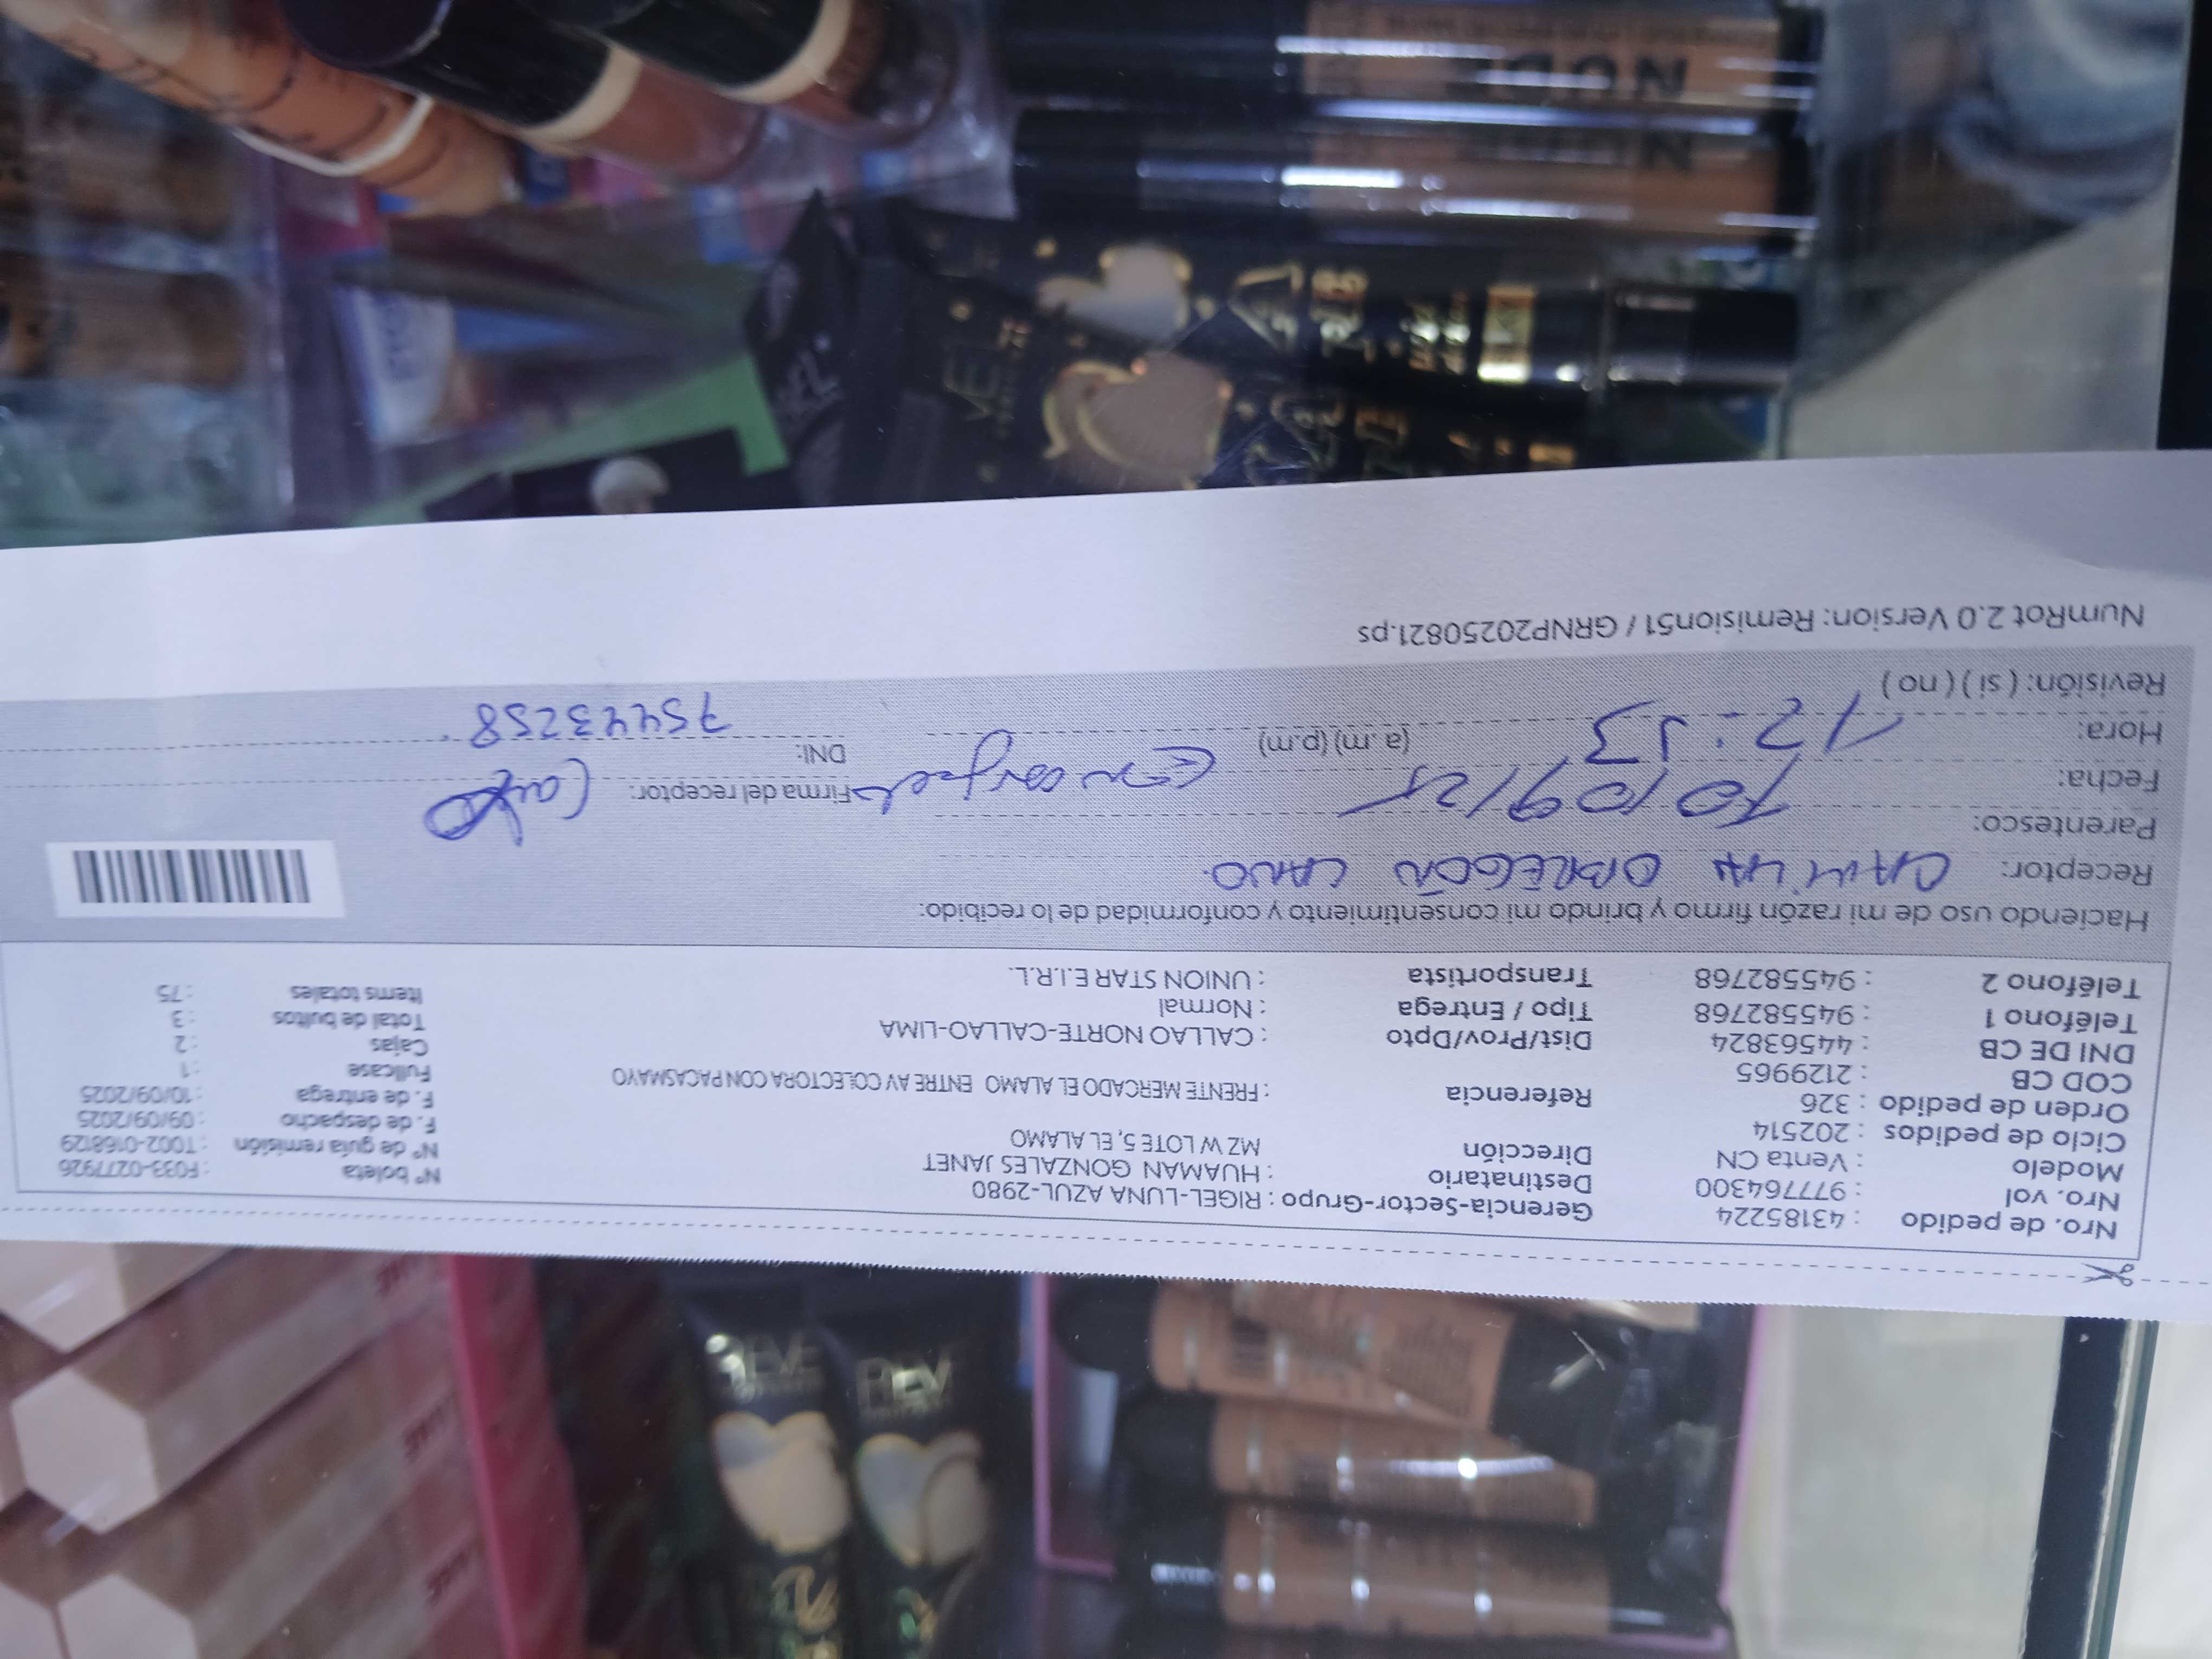 Nro. de pedido : 43185224 Gerencia-Sector-Grupo : RIGEL-LUNA AZUL-2980 N° boleta : F033-0277926
Nro. vol : 977764300 Destinatario : HUAMAN GONZALES JANET N° de guía remisión : T002-0168129
Modelo : Venta CN Dirección MZ W LOTE 5, EL ALAMO F. de despacho : 09/09/2025
Ciclo de pedidos : 202514 F. de entrega : 10/09/2025
Orden de pedido : 326 Referencia : FRENTE MERCADO EL ALAMO ENTRE AV COLECTORA CON PACASMAYO Fullcase : 1
COD CB : 2129965 Cajas : 2
DNI DE CB : 44563824 Dist/Prov/Dpto : CALLAO NORTE-CALLAO-LIMA Total de bultos : 3
Teléfono 1 : 945582768 Tipo / Entrega : Normal Items totales : 75
Teléfono 2 : 945582768 Transportista : UNION STAR E.I.R.L.
Haciendo uso de mi razón firmo y brindo mi consentimiento y conformidad de lo recibido:
Receptor: CAMILA OBREGÓN CANO
Parentesco:
Fecha: 10/09/25 Firma del receptor:
Hora: (a.m) (p.m) DNI: 75443258
Revisión: ( si ) ( no )
NumRot 2.0 Version: Remision51 / GRNP20250821.ps
NUDE
REVE
REVE